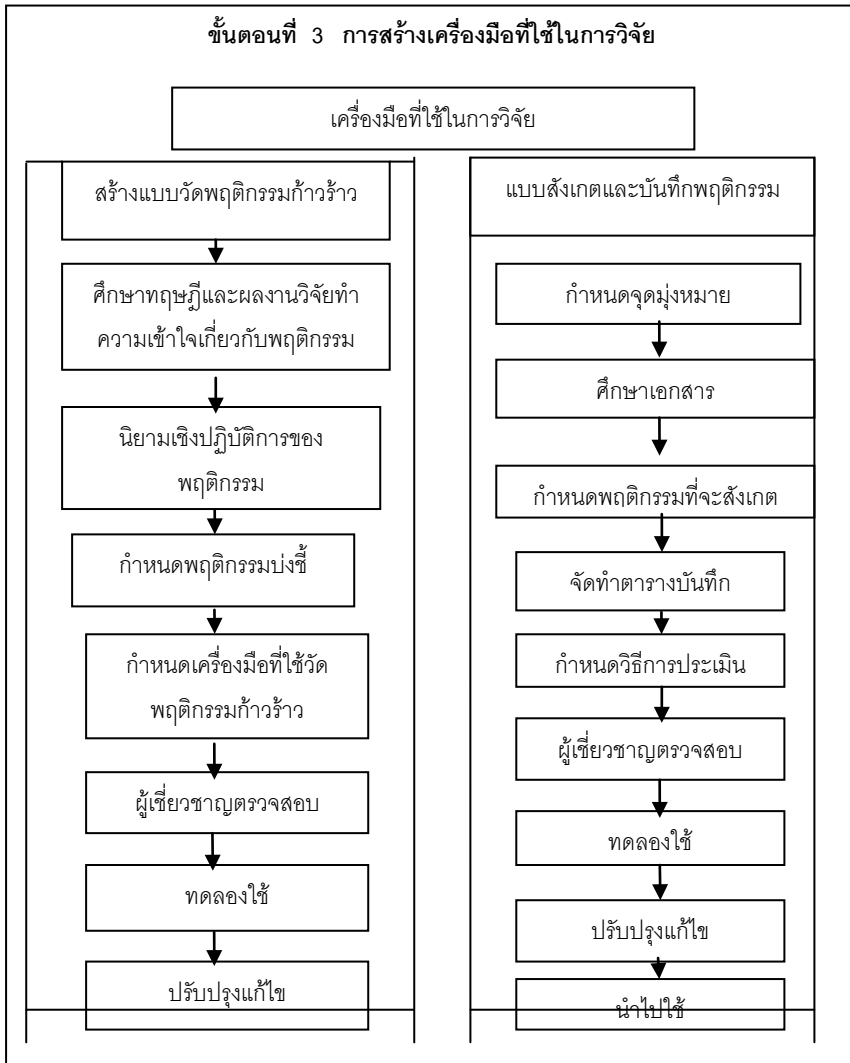 ขั้นตอนที่ 3 การสร้างเครื่องมือที่ใช้ในการวิจัย
เครื่องมือที่ใช้ในการวิจัย
สร้างแบบวัดพฤติกรรมก้าวร้าว
ศึกษาทฤษฎีและผลงานวิจัยทำ
ความเข้าใจเกี่ยวกับพฤติกรรม
นิยามเชิงปฏิบัติการของ
พฤติกรรม
กำหนดพฤติกรรมบ่งชี้
กำหนดเครื่องมือที่ใช้วัด
พฤติกรรมก้าวร้าว
ผู้เชี่ยวชาญตรวจสอบ
ทดลองใช้
ปรับปรุงแก้ไข
แบบสังเกตและบันทึกพฤติกรรม
กำหนดจุดมุ่งหมาย
ศึกษาเอกสาร
กำหนดพฤติกรรมที่จะสังเกต
จัดทำตารางบันทึก
กำหนดวิธีการประเมิน
ผู้เชี่ยวชาญตรวจสอบ
ทดลองใช้
ปรับปรุงแก้ไข
นำไปใช้